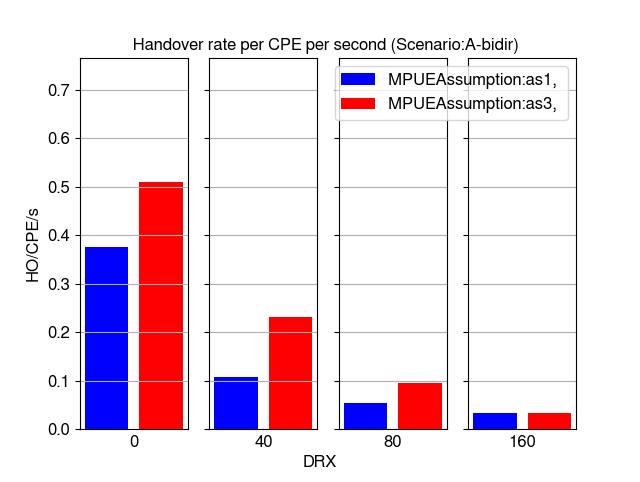 Handover rate per CPE per second (Scenario:A-bidir)
MPUEAssumption:as1,
MPUEAssumption:as3,
HO/CPE/s
0.7
0.6
0.5
0.4
0.3
0.2
0.1
0.0
0
40
80
160
DRX